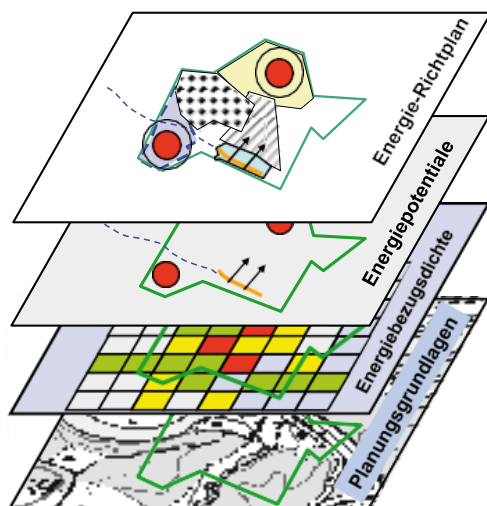 Energie-Richtplan
Energiepotentiale
Energiebezugsdichte
Planungsgrundlagen